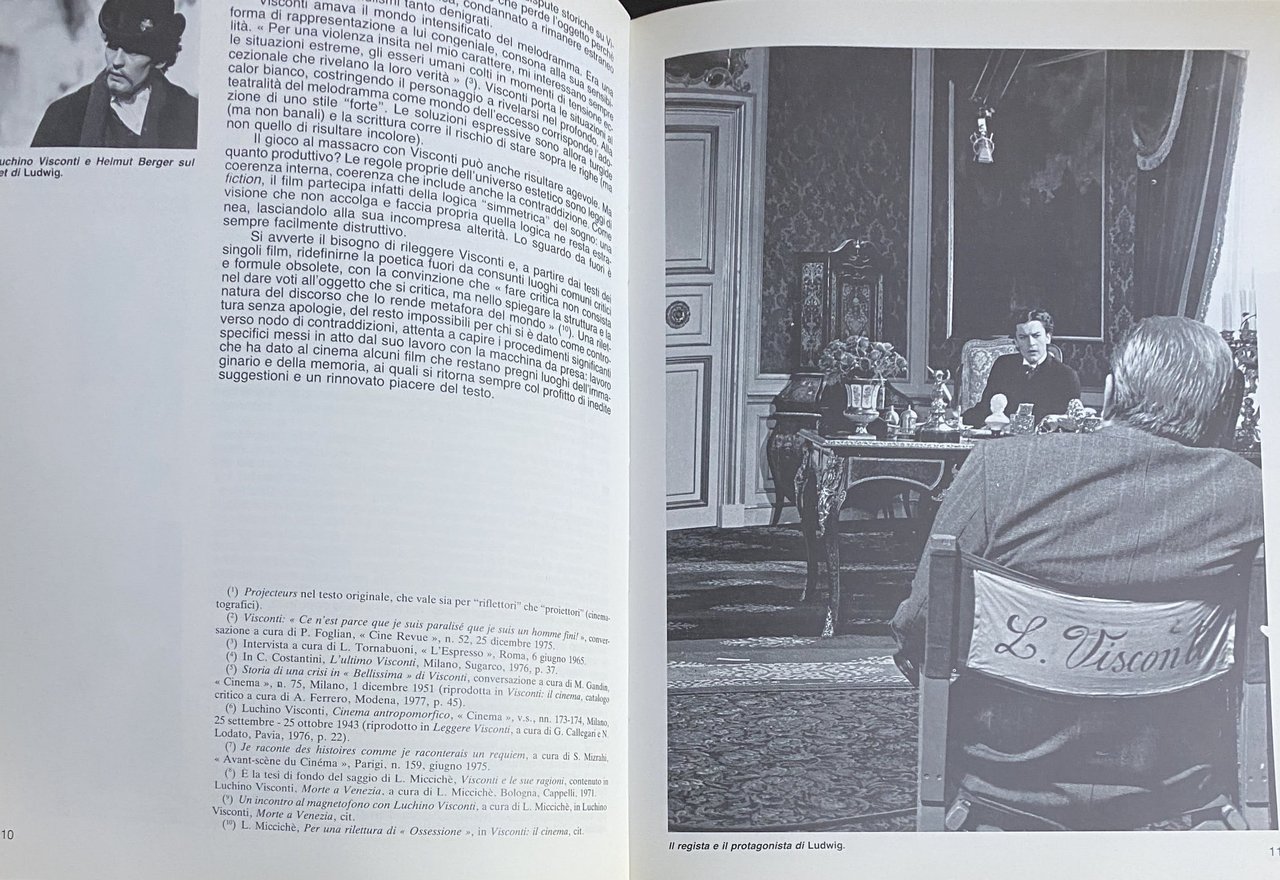 uchino Visconti e Helmut Berger sul
et di Ludwig.
ispute storiche su Vi-
che perde l'oggetto perché
condannato a rimanere estraneo
tanto denigrati.
Visconti amava il mondo intensificato del melodramma. Era una
forma di rappresentazione a lui congeniale, consona alla sua sensibi-
lità. « Per una violenza insita nel mio carattere, mi interessano sempre
le situazioni estreme, gli esseri umani colti in momenti di tensione ec-
cezionale che rivelano la loro verità » (³). Visconti porta le situazioni al
calor bianco, costringendo il personaggio a rivelarsi nel profondo. Alla
teatralità del melodramma come mondo dell'eccesso corrisponde l'ado-
zione di uno stile "forte". Le soluzioni espressive sono allora turgide
(ma non banali) e la scrittura corre il rischio di stare sopra le righe (ma
non quello di risultare incolore).
Il gioco al massacro con Visconti può anche risultare agevole. Ma
quanto produttivo? Le regole proprie dell'universo estetico sono leggi di
coerenza interna, coerenza che include anche la contraddizione. Come
fiction, il film partecipa infatti della logica "simmetrica" del sogno: una
visione che non accolga e faccia propria quella logica ne resta estra-
nea, lasciandolo alla sua incompresa alterità. Lo sguardo da fuori è
sempre facilmente distruttivo.
Si avverte il bisogno di rileggere Visconti e, a partire dai testi dei
singoli film, ridefinirne la poetica fuori da consunti luoghi comuni critici
e formule obsolete, con la convinzione che « fare critica non consista
nel dare voti all'oggetto che si critica, ma nello spiegare la struttura e la
natura del discorso che lo rende metafora del mondo » (¹⁰). Una rilet-
tura senza apologie, del resto impossibili per chi si è dato come contro-
verso nodo di contraddizioni, attenta a capire i procedimenti significanti
specifici messi in atto dal suo lavoro con la macchina da presa: lavoro
che ha dato al cinema alcuni film che restano pregni luoghi dell'imma-
ginario e della memoria, ai quali si ritorna sempre col profitto di inedite
suggestioni e un rinnovato piacere del testo.
(¹) Projecteurs nel testo originale, che vale sia per "riflettori" che "proiettori" (cinema-
tografici).
(²) Visconti: « Ce n'est parce que je suis paralisé que je suis un homme fini! », conver-
sazione a cura di P. Foglian, « Cine Revue », n. 52, 25 dicembre 1975.
(³) Intervista a cura di L. Tornabuoni, « L'Espresso », Roma, 6 giugno 1965.
(⁴) In C. Costantini, L'ultimo Visconti, Milano, Sugarco, 1976, p. 37.
(⁵) Storia di una crisi in « Bellissima » di Visconti, conversazione a cura di M. Gandin,
« Cinema », n. 75, Milano, 1 dicembre 1951 (riprodotta in Visconti: il cinema, catalogo
critico a cura di A. Ferrero, Modena, 1977, p. 45).
(⁶) Luchino Visconti, Cinema antropomorfico, « Cinema », v.s., nn. 173-174, Milano,
25 settembre - 25 ottobre 1943 (riprodotto in Leggere Visconti, a cura di G. Callegari e N.
Lodato, Pavia, 1976, p. 22).
(⁷) Je raconte des histoires comme je raconterais un requiem, a cura di S. Mizrahi,
« Avant-scène du Cinéma », Parigi, n. 159, giugno 1975.
(⁸) È la tesi di fondo del saggio di L. Miccichè, Visconti e le sue ragioni, contenuto in
Luchino Visconti, Morte a Venezia, a cura di L. Miccichè, Bologna, Cappelli, 1971.
(⁹) Un incontro al magnetofono con Luchino Visconti, a cura di L. Miccichè, in Luchino
Visconti, Morte a Venezia, cit.
(¹⁰) L. Miccichè, Per una rilettura di « Ossessione », in Visconti: il cinema, cit.
10
L. Visconti
Il regista e il protagonista di Ludwig.
11